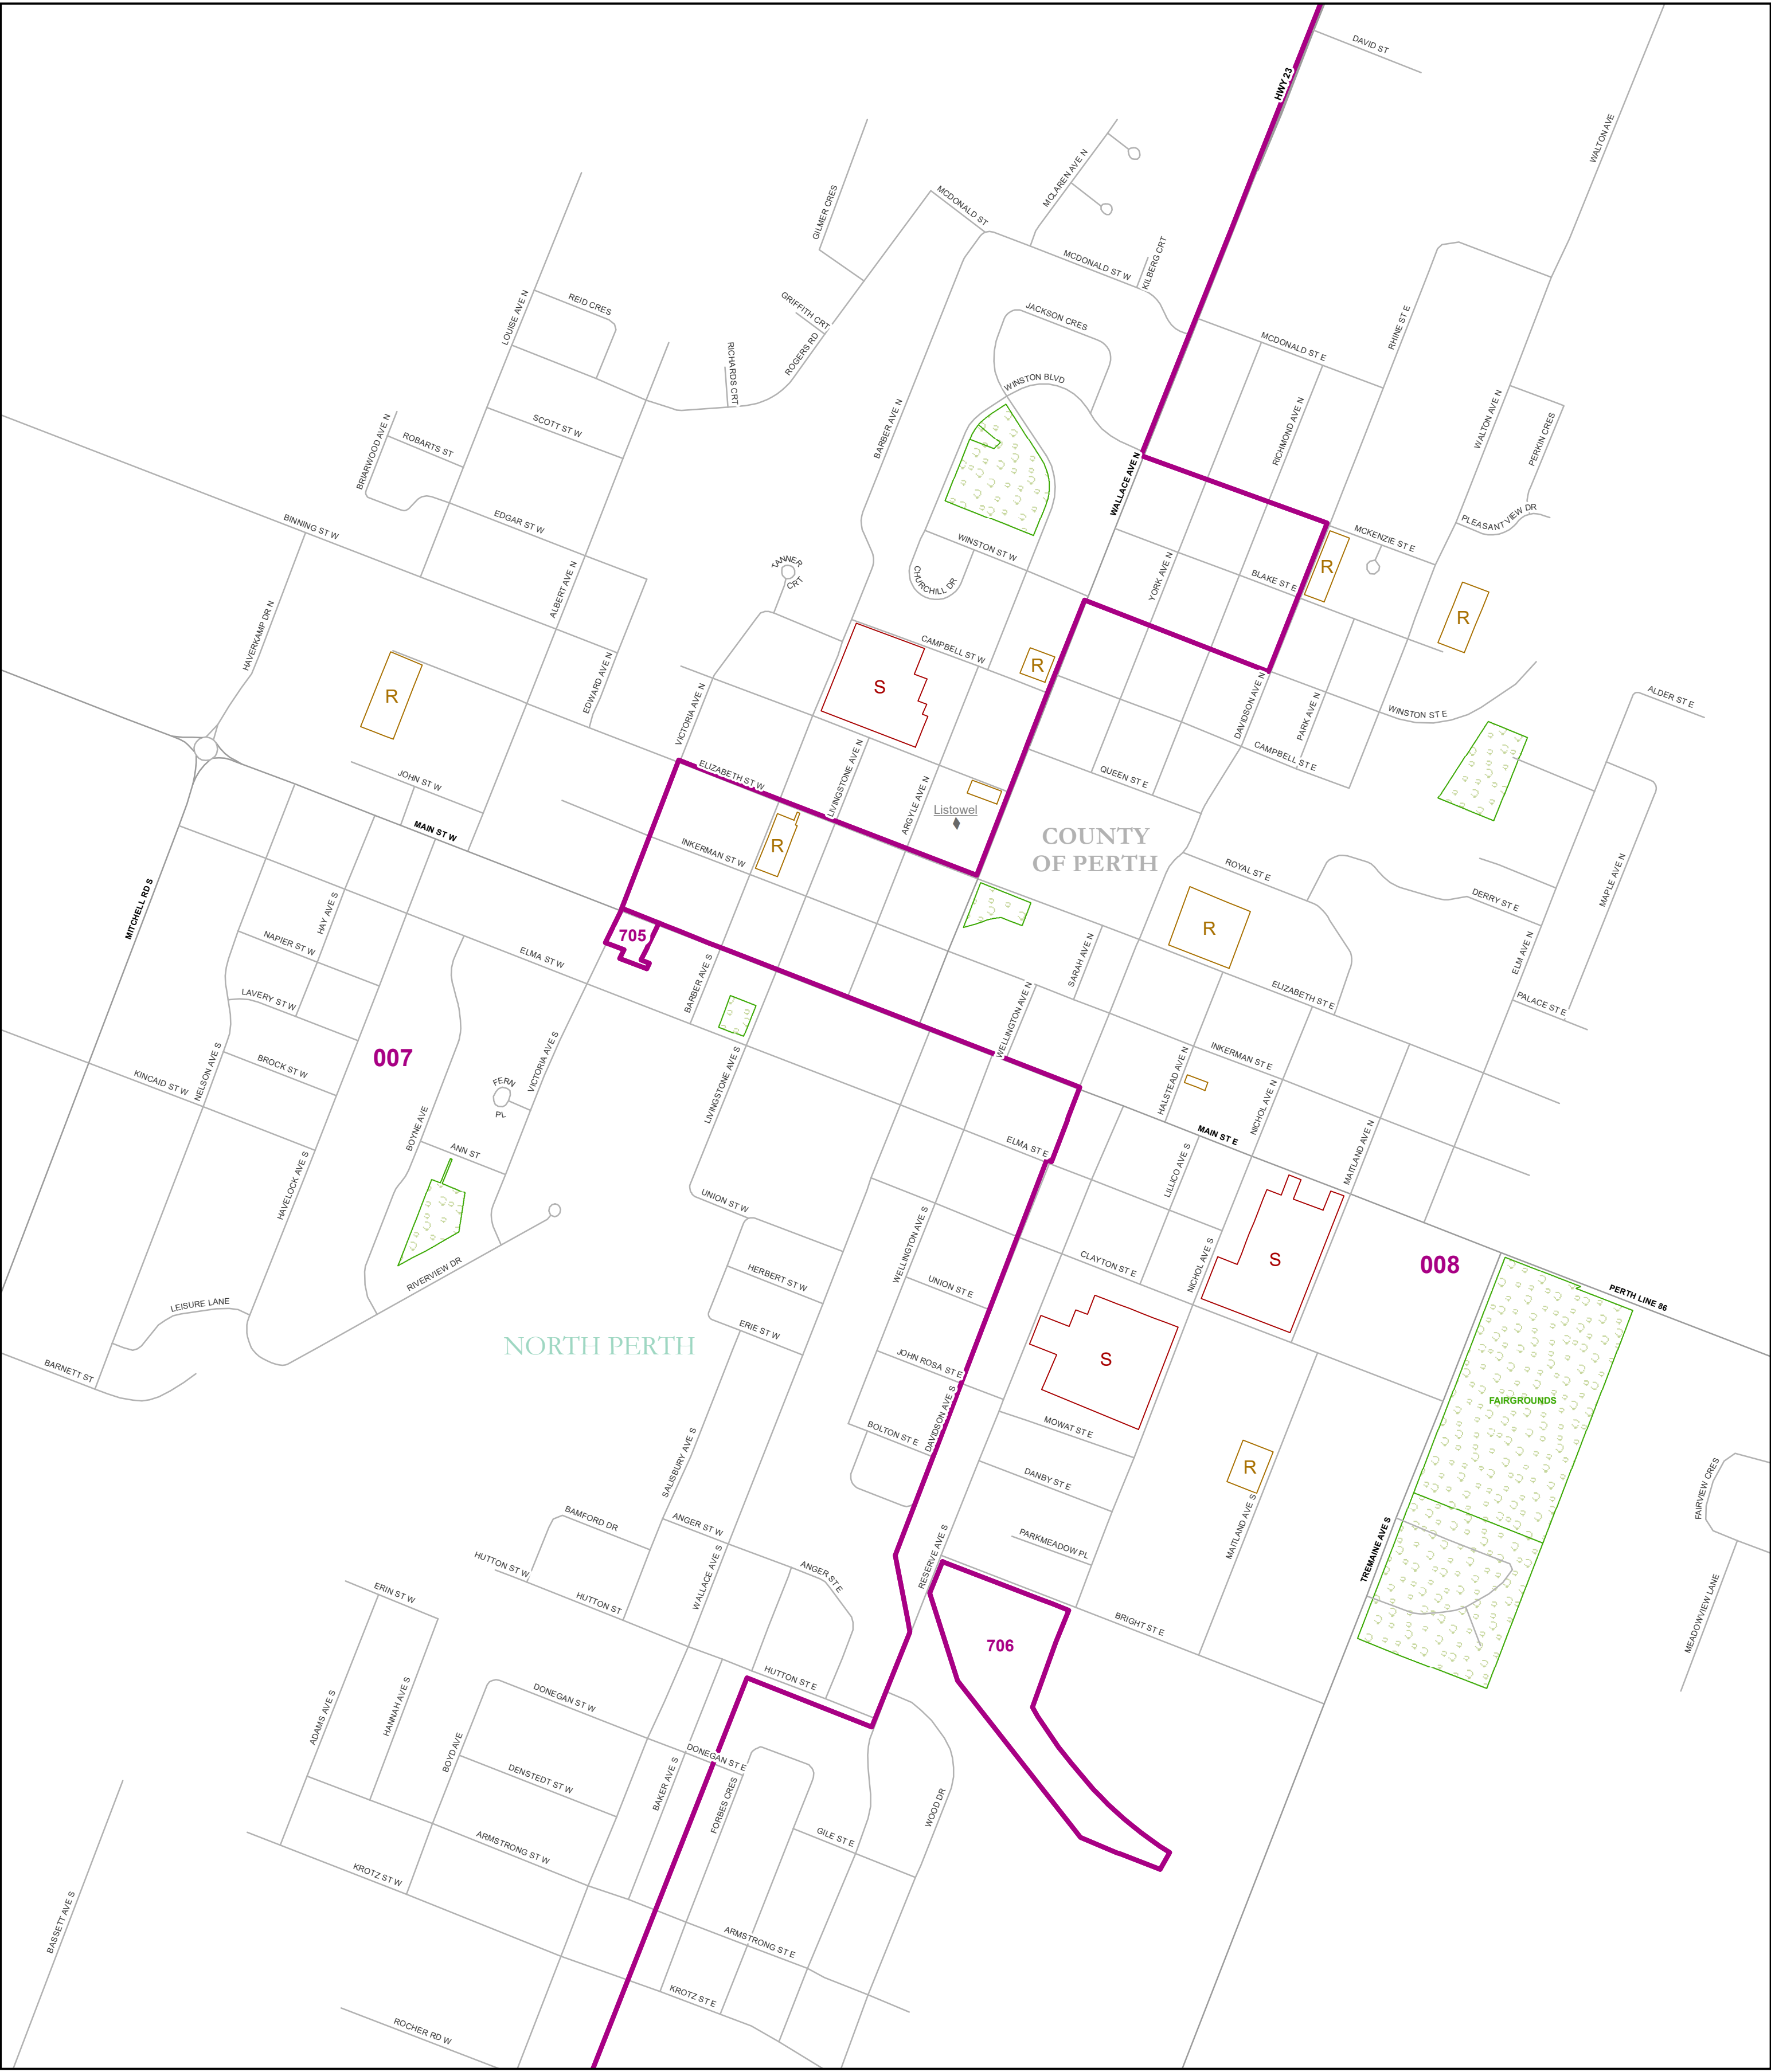 DAVID ST
HWY 23
WALTON AVE
MCLAREN AVE N
GILMER CRES
MCDONALD ST
MCDONALD ST W
KILBERG CRT
REID CRES
LOUISE AVE N
GRIFFITH CRT
ROGERS RD
RICHARDS CRT
JACKSON CRES
MCDONALD ST E
RHINE ST E
WINSTON BLVD
BARBER AVE N
RICHMOND AVE N
WALTON AVE N
PERKIN CRES
SCOTT ST W
ROBARTS ST
BRIARWOOD AVE N
WALLACE AVE N
EDGAR ST W
BINNING ST W
PLEASANT VIEW DR
MCKENZIE ST E
WINSTON ST W
TANNER
CRT
CHURCHILL DR
YORK AVE N
BLAKE ST E
R
R
ALBERT AVE N
HAVERKAMP DR N
CAMPBELL ST W
R
S
R
EDWARD AVE N
VICTORIA AVE N
DAVIDSON AVE N
PARK AVE N
WINSTON ST E
ALDER ST E
CAMPBELL ST E
QUEEN ST E
ELIZABETH ST W
LIVINGSTONE AVE N
ARGYLE AVE N
Listowel
JOHN ST W
MAIN ST W
COUNTY
OF PERTH
INKERMAN ST W
R
ROYAL ST E
MAPLE AVE N
DERRY ST E
MITCHELL RD S
HAY AVE S
NAPIER ST W
705
R
ELMA ST W
SARAH AVE N
ELM AVE N
BARBER AVE S
ELIZABETH ST E
PALACE ST E
LAVERY ST W
WELLINGTON AVE N
007
BROCK ST W
NELSON AVE S
KINCAID ST W
VICTORIA AVE S
FERN
PL
LIVINGSTONE AVE S
INKERMAN ST E
HALSTEAD AVE N
NICHOL AVE N
MAIN ST E
BOYNE AVE
ANN ST
ELMA ST E
MAITLAND AVE N
LILLICO AVE S
HAVELOCK AVE S
UNION ST W
WELLINGTON AVE S
CLAYTON ST E
NICHOL AVE S
S
008
RIVERVIEW DR
HERBERT ST W
UNION ST E
PERTH LINE 86
LEISURE LANE
ERIE ST W
NORTH PERTH
JOHN ROSA ST E
S
BARNETT ST
FAIRGROUNDS
DAVIDSON AVE S
BOLTON ST E
MOWAT ST E
SALISBURY AVE S
R
DANBY ST E
FAIRVIEW CRES
BAMFORD DR
ANGER ST W
MAITLAND AVE S
TREMAINE AVE S
PARKMEADOW PL
RESERVE AVE S
HUTTON ST W
WALLACE AVE S
ANGER ST E
ERIN ST W
HUTTON ST
MEADOWVIEW LANE
BRIGHT ST E
706
HUTTON ST E
DONEGAN ST W
ADAMS AVE S
HANNAH AVE S
BOYD AVE
DONEGAN ST E
DENSTEDT ST W
BAKER AVE S
FORBES CRES
WOOD DR
GILE ST E
ARMSTRONG ST W
KROTZ ST W
BASSETT AVE S
ARMSTRONG ST E
KROTZ ST E
ROCHER RD W